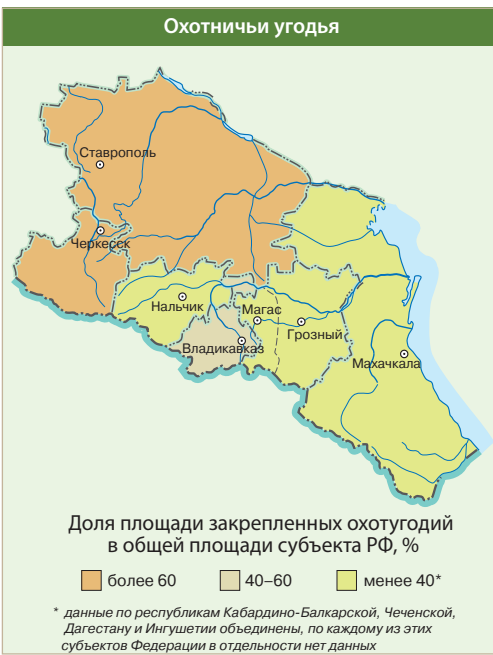 Охотничьи угодья
Ставрополь
Черкесск
Нальчик
Магас
Грозный
Владикавказ
Махачкала
Доля площади закрепленных охотугодий
в общей площади субъекта РФ, %
более 60
40–60
менее 40*
* данные по республикам Кабардино-Балкарской, Чеченской,
Дагестану и Ингушетии объединены, по каждому из этих
субъектов Федерации в отдельности нет данных